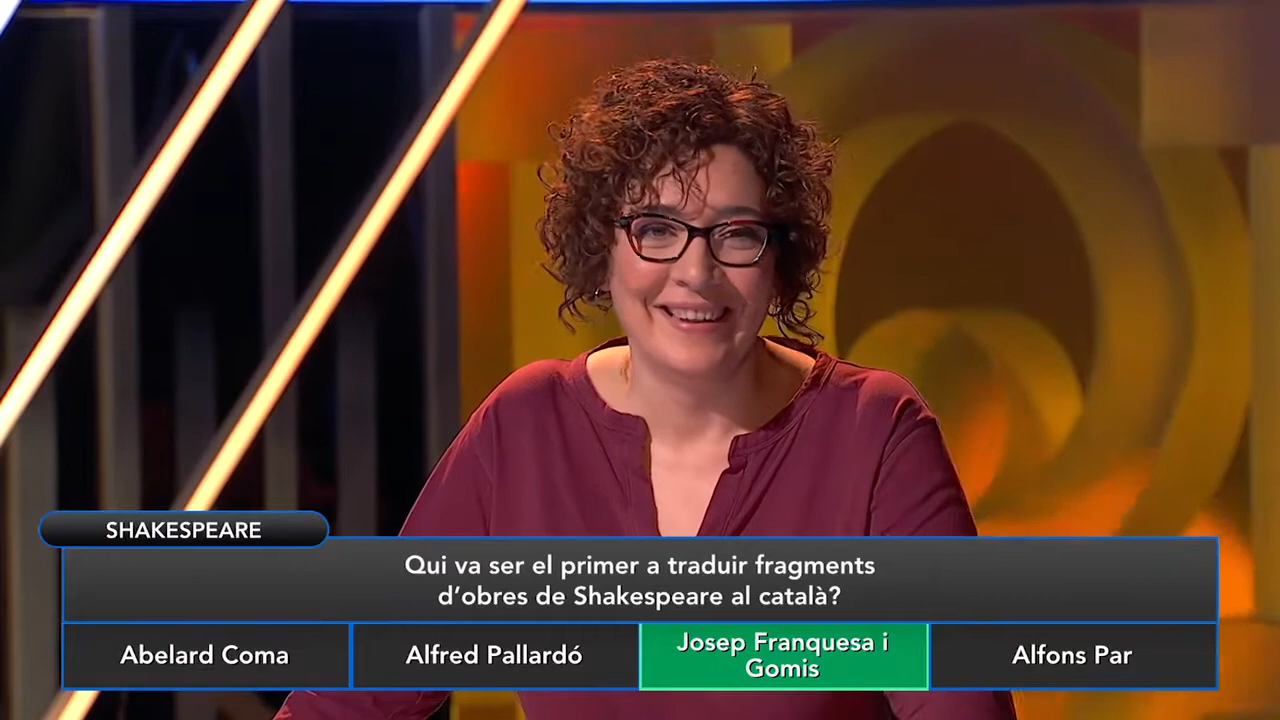 SHAKESPEARE
Qui va ser el primer a traduir fragments
d’obres de Shakespeare al català?
Abelard Coma
Alfred Pallardó
Josep Franquesa i
Gomis
Alfons Par